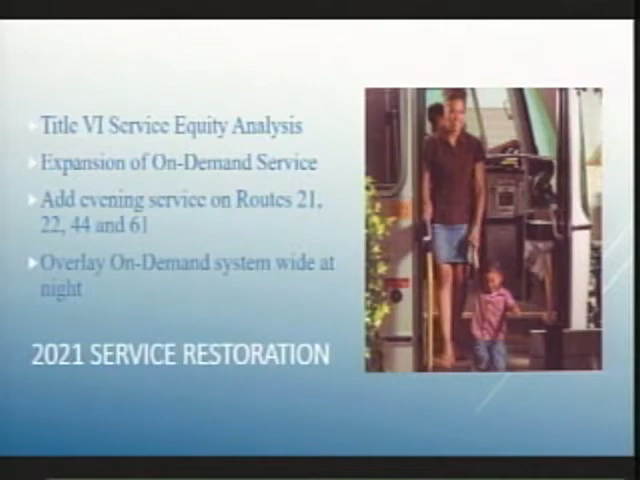 Title VI Service Equity Analysis
Expansion of On-Demand Service
Add evening service on Routes 21,
22, 44 and 61
Overlay On-Demand system wide at
night
2021 SERVICE RESTORATION